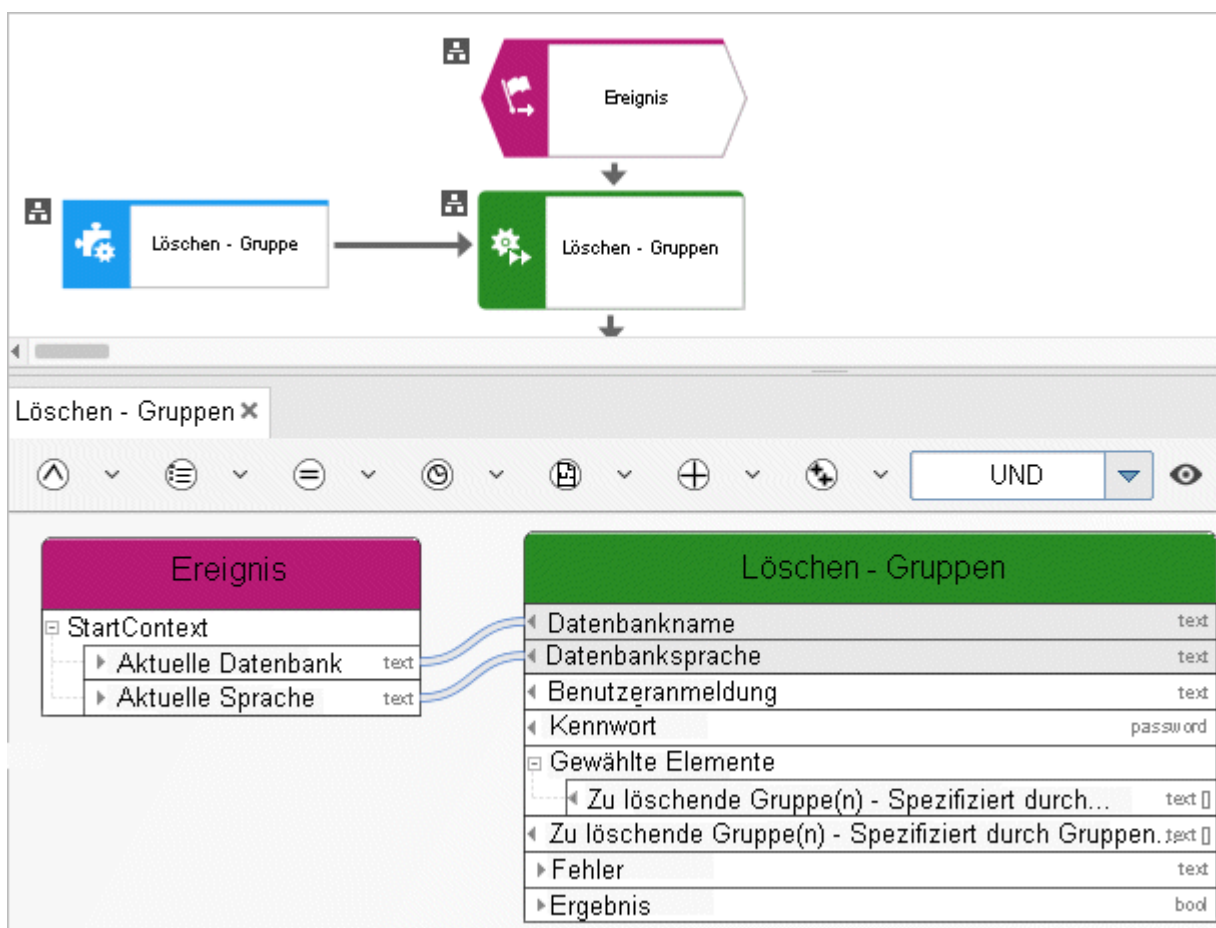 Ereignis
Löschen - Gruppe
Löschen - Gruppen
Löschen - Gruppen
UND
Ereignis
StartContext
Aktuelle Datenbank text
Aktuelle Sprache text
Löschen - Gruppen
Datenbankname text
Datenbanksprache text
Benutzeranmeldung text
Kennwort password
Gewählte Elemente
Zu löschende Gruppe(n) - Spezifiziert durch... text []
Zu löschende Gruppe(n) - Spezifiziert durch Gruppen.. text []
Fehler text
Ergebnis bool